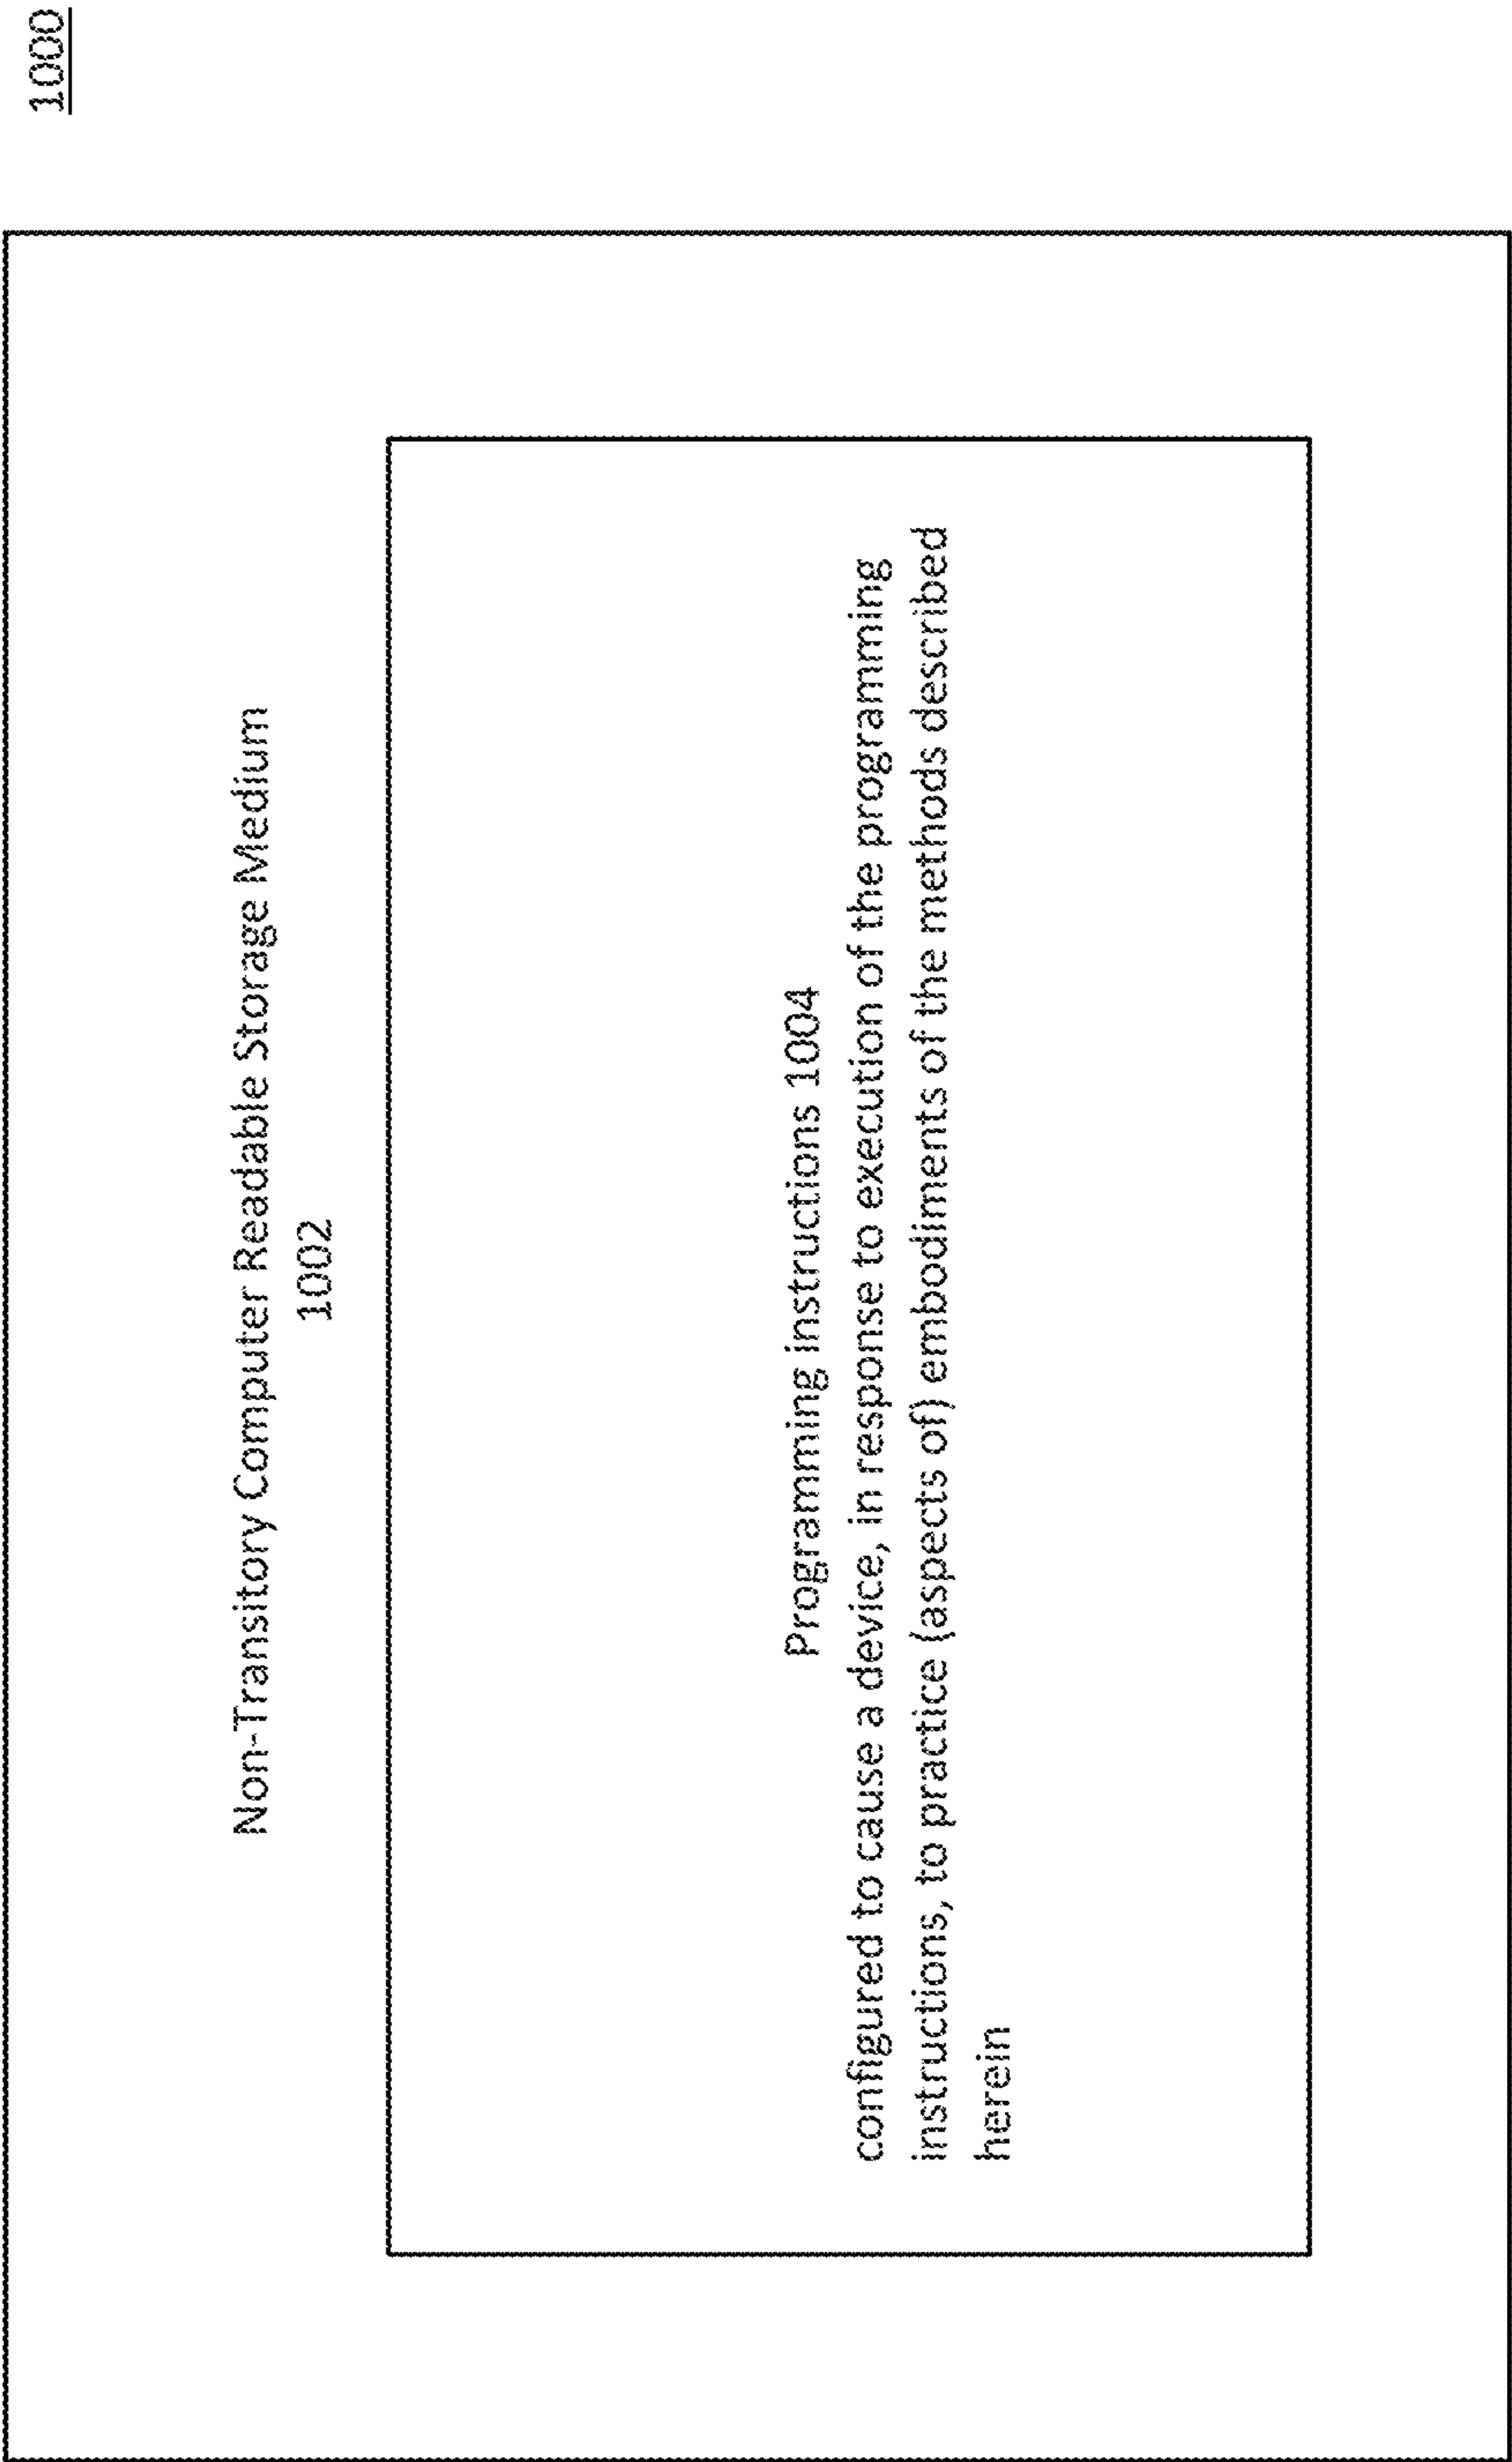 1000
Non-Transitory Computer Readable Storage Medium
1002
Programming instructions 1004
configured to cause a device, in response to execution of the programming
instructions, to practice (aspects of) embodiments of the methods described
herein